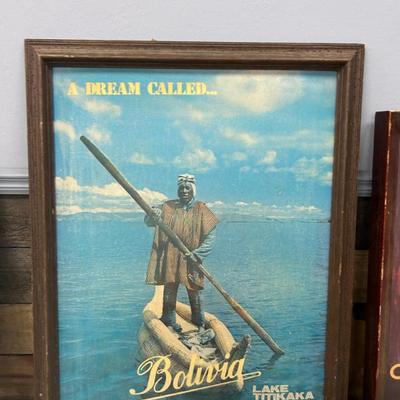 A DREAM CALLED...
Bolivia
LAKE
TITIKAKA